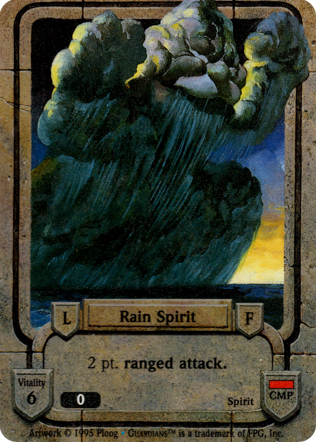 L Rain Spirit F
2 pt. ranged attack.
Vitality
6 0 Spirit CMP
Artwork © 1995 Ploog • GUARDIANS™ is a trademark of FPG, Inc.